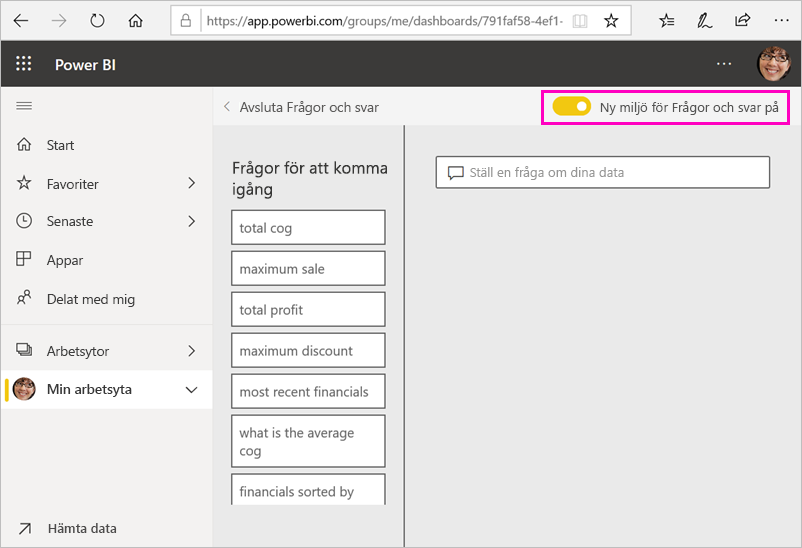 https://app.powerbi.com/groups/me/dashboards/791faf58-4ef1-
Power BI
Avsluta Frågor och svar
Ny miljö för Frågor och svar på
Start
Favoriter
Senaste
Appar
Delat med mig
Arbetsytor
Min arbetsyta
Hämta data
Frågor för att komma
igång
total cog
maximum sale
total profit
maximum discount
most recent financials
what is the average
cog
financials sorted by
Ställ en fråga om dina data